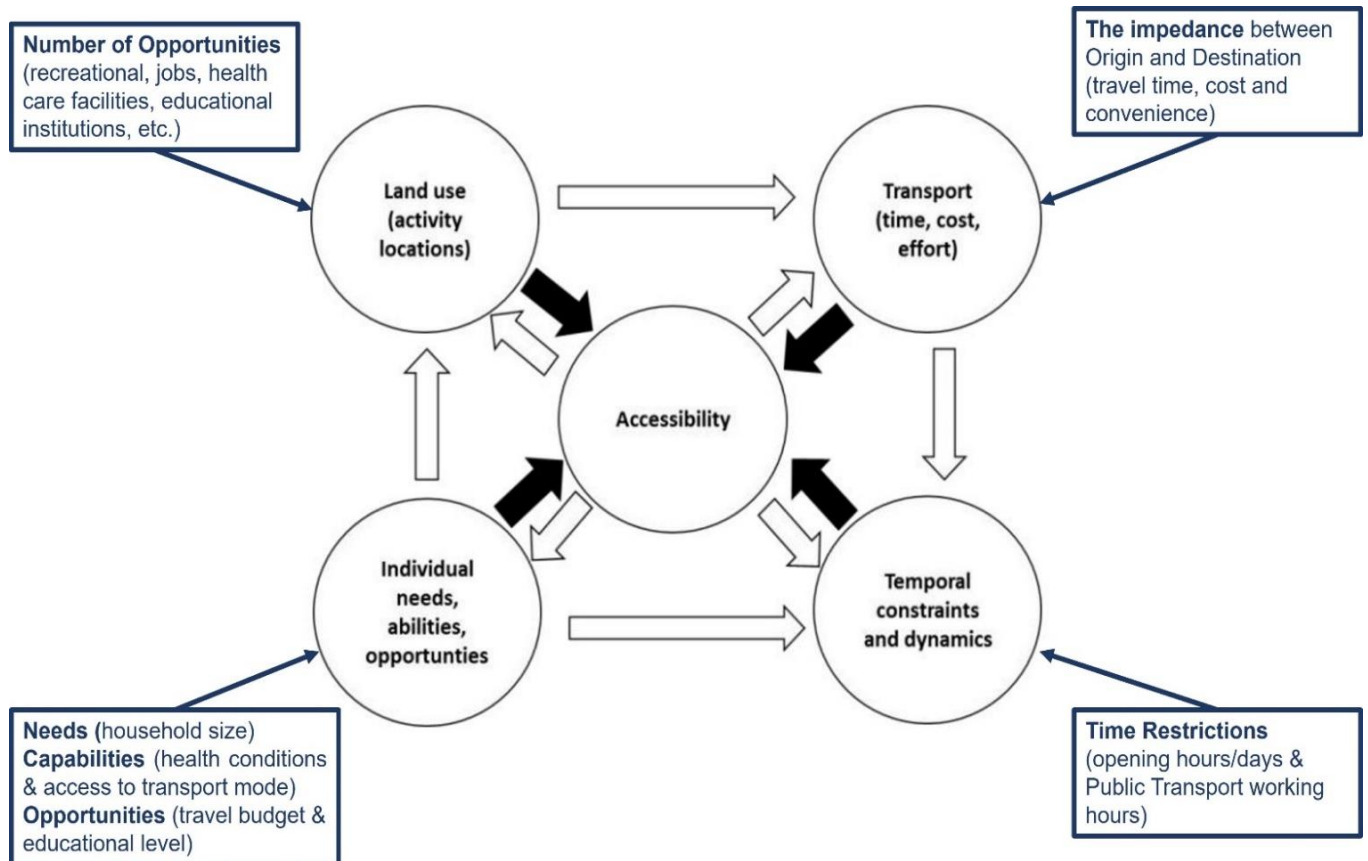 Number of Opportunities
(recreational, jobs, health
care facilities, educational
institutions, etc.)
The impedance between
Origin and Destination
(travel time, cost and
convenience)
Land use
(activity
locations)
Transport
(time, cost,
effort)
Accessibility
Individual
needs,
abilities,
opportunties
Temporal
constraints
and dynamics
Needs (household size)
Capabilities (health conditions
& access to transport mode)
Opportunities (travel budget &
educational level)
Time Restrictions
(opening hours/days &
Public Transport working
hours)